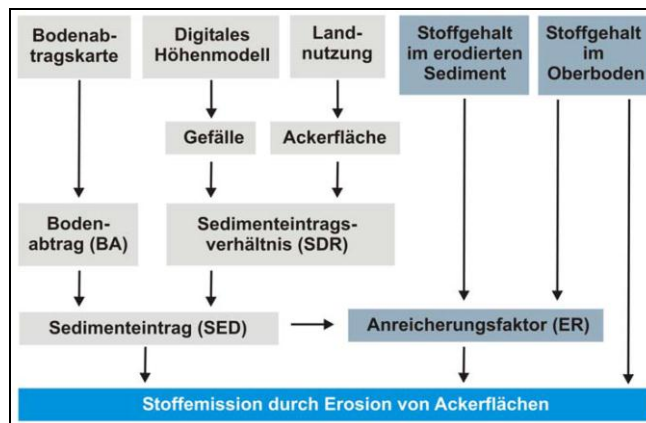 Bodenab-
tragskarte
Digitales
Höhenmodell
Land-
nutzung
Stoffgehalt
im erodierten
Sediment
Stoffgehalt
im
Oberboden
Gefälle
Ackerfläche
Boden-
abtrag (BA)
Sedimenteintrags-
verhältnis (SDR)
Sedimenteintrag (SED)
Anreicherungsfaktor (ER)
Stoffemission durch Erosion von Ackerflächen